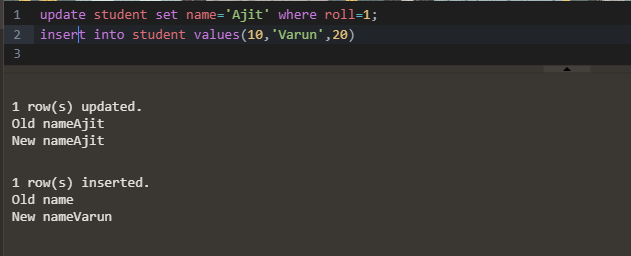 1 update student set name='Ajit' where roll=1;
2 insert into student values(10,'Varun',20)
3
1 row(s) updated.
Old nameAjit
New nameAjit
1 row(s) inserted.
Old name
New nameVarun